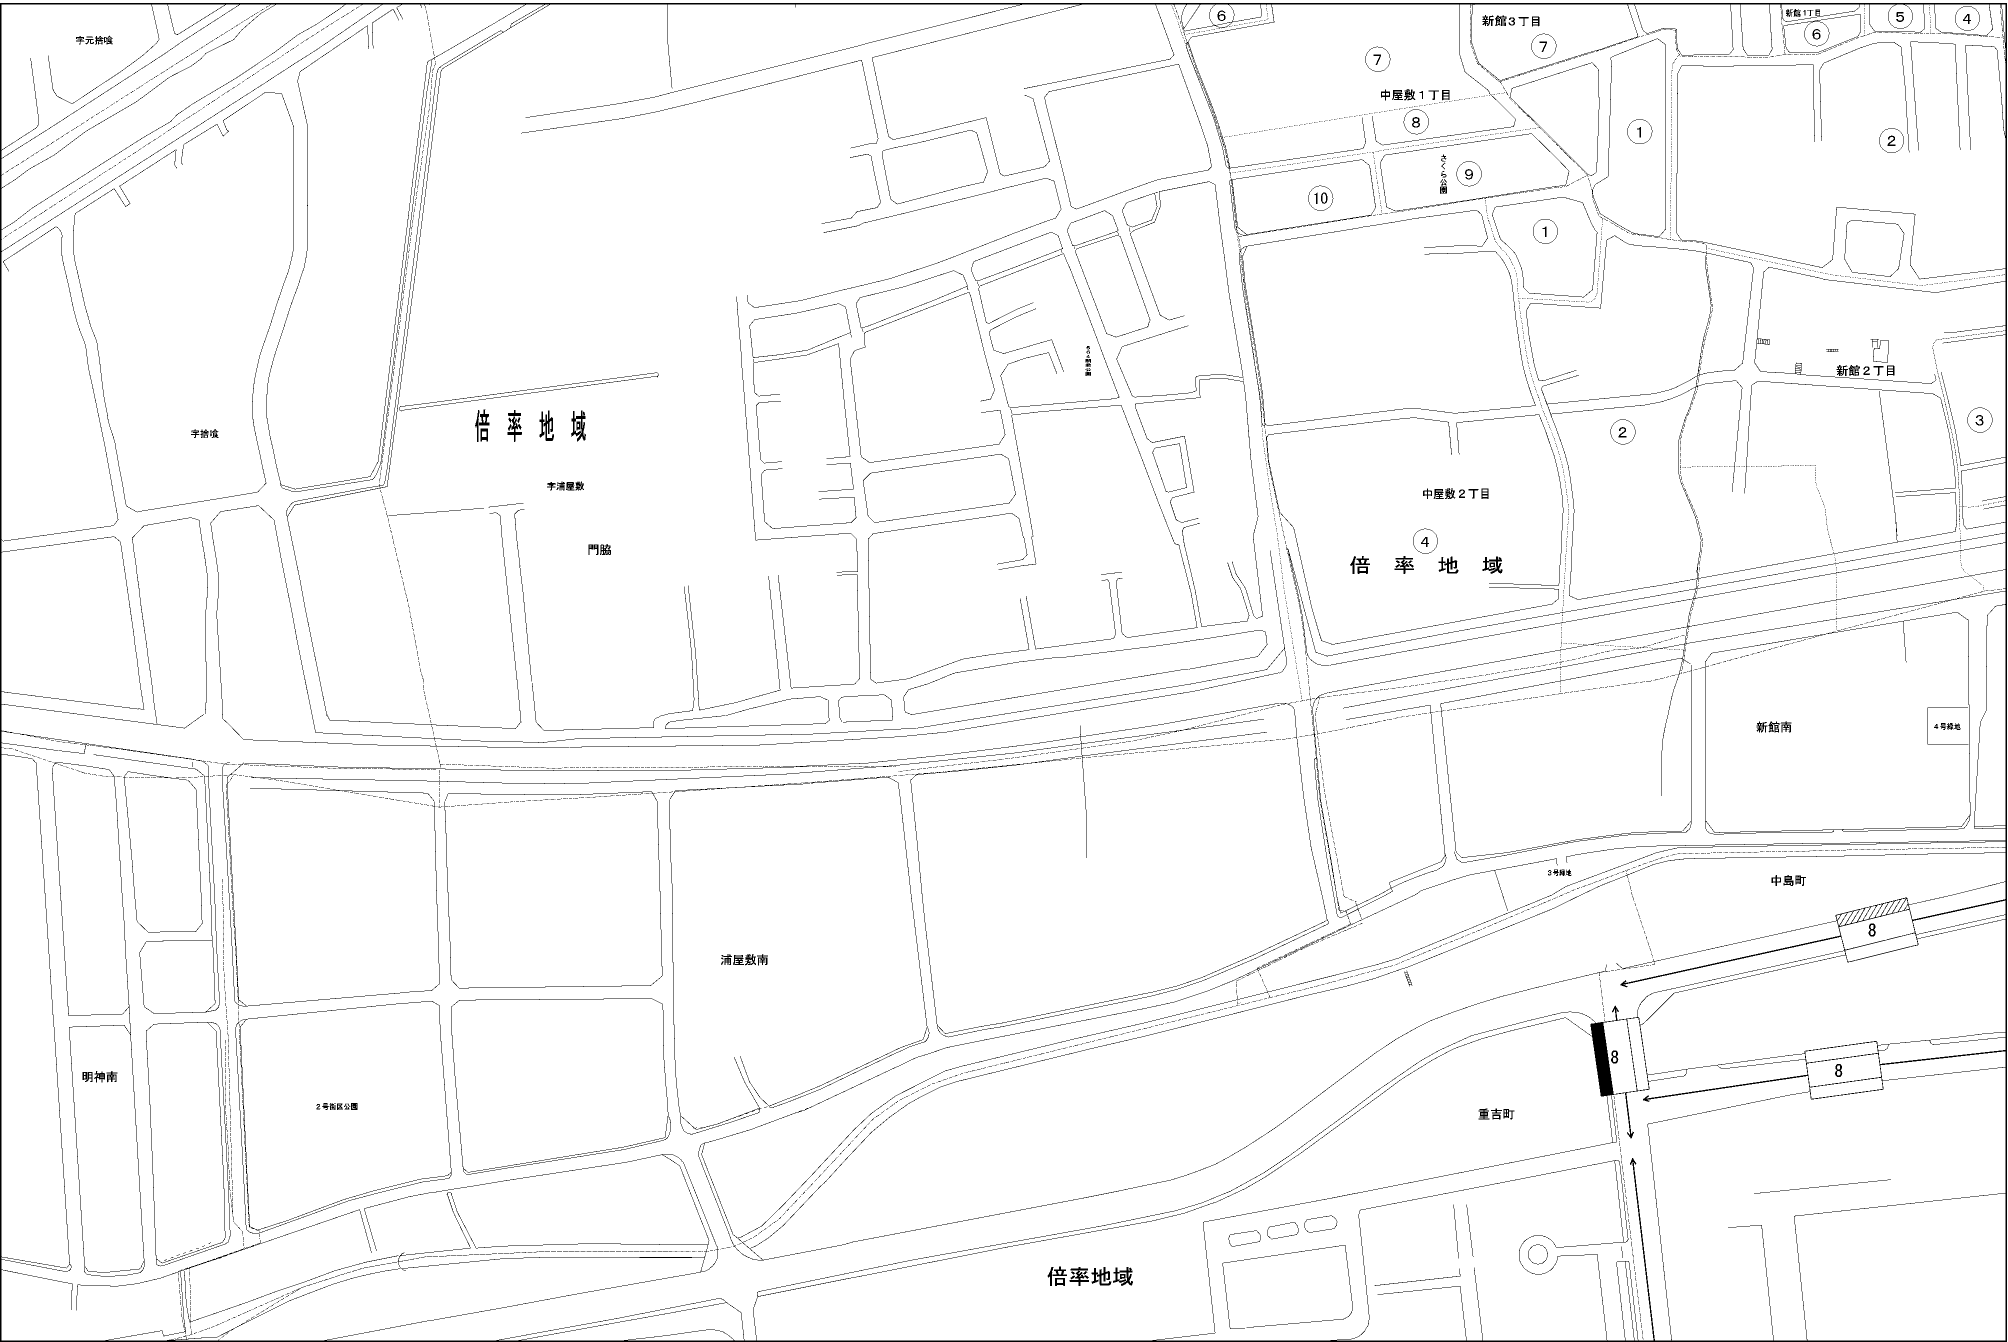 字元捨喰
6
新館3丁目
7
7
新館1丁目
6
5
4
中屋敷1丁目
8
さくら公園
9
10
1
1
2
新館2丁目
3
字捨喰
倍率地域
字浦屋敷
門脇
2
中屋敷2丁目
4
倍率地域
新館南
4号緑地
3号緑地
中島町
8
浦屋敷南
8
8
明神南
2号街区公園
重吉町
倍率地域